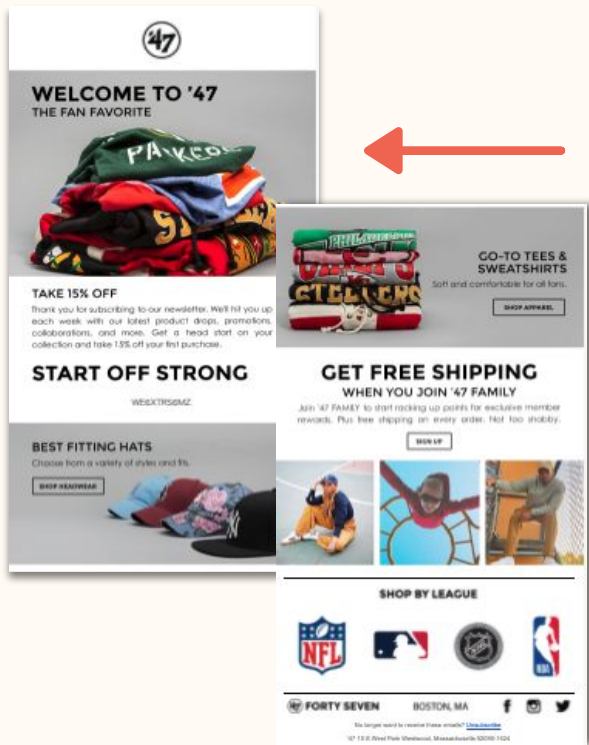 '47
WELCOME TO '47
THE FAN FAVORITE
PACKERS
TAKE 15% OFF
Thank you for subscribing to our newsletter. We'll hit you up
each week with our latest product drops, promotions,
collaborations, and more. Get a head start on your
collection and take 15% off your first purchase.
START OFF STRONG
BEST FITTING HATS
Choose from a variety of styles and fits.
SHOP HEADWEAR
PHILADELPHIA
STEELERS
GO-TO TEES &
SWEATSHIRTS
Soft and comfortable for all fans.
SHOP APPAREL
GET FREE SHIPPING
WHEN YOU JOIN '47 FAMILY
Join '47 FAMILY to start racking up points for exclusive member
rewards. Plus free shipping on every order. Not too shabby.
SIGN UP
SHOP BY LEAGUE
NFL
NHL
NBA
'47 FORTY SEVEN
BOSTON, MA
No longer want to receive these emails? Unsubscribe